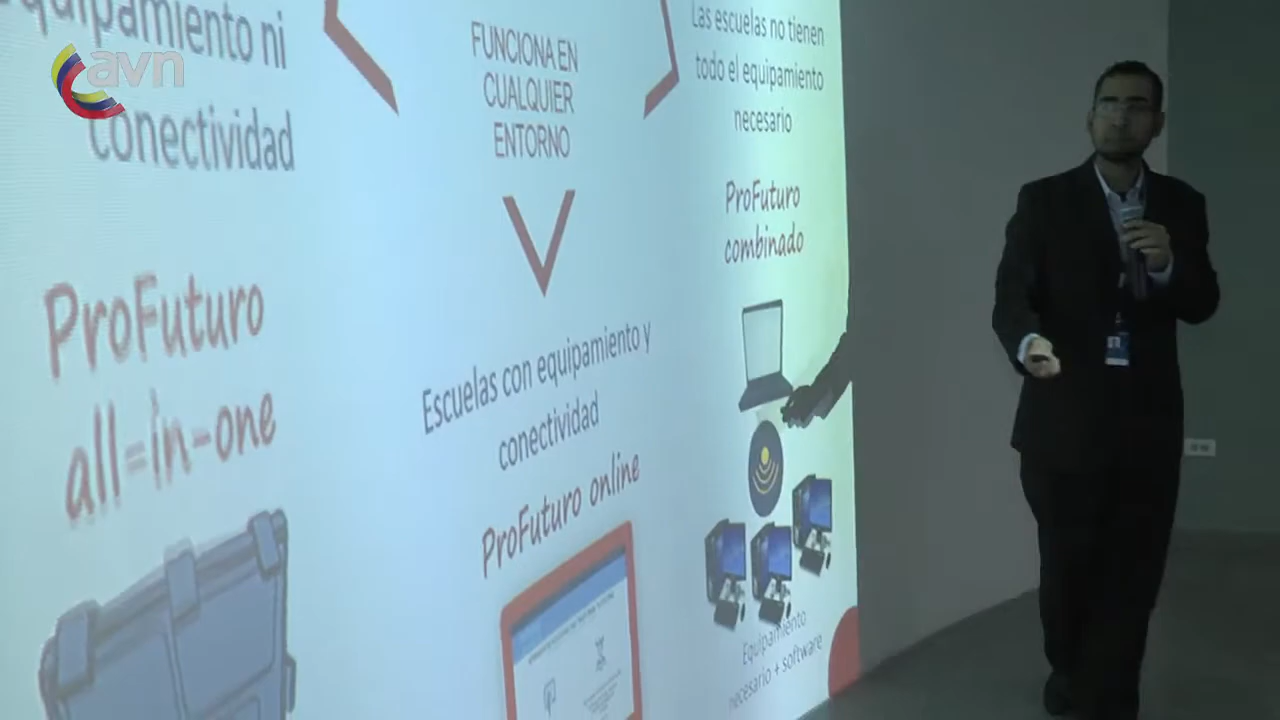 avn
equipamiento ni
conectividad
ProFuturo
all-in-one
FUNCIONA EN
CUALQUIER
ENTORNO
Escuelas con equipamiento y
conectividad
ProFuturo online
Las escuelas no tienen
todo el equipamiento
necesario
ProFuturo
combinado
Equipamiento
necesario + software